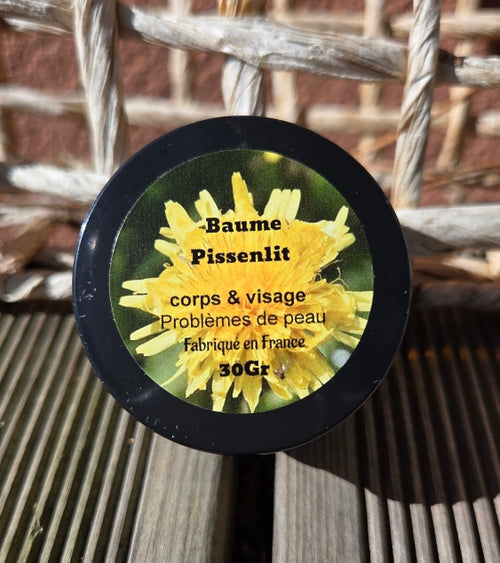 Baume
Pissenlit
corps & visage
Problèmes de peau
Fabriqué en France
30Gr